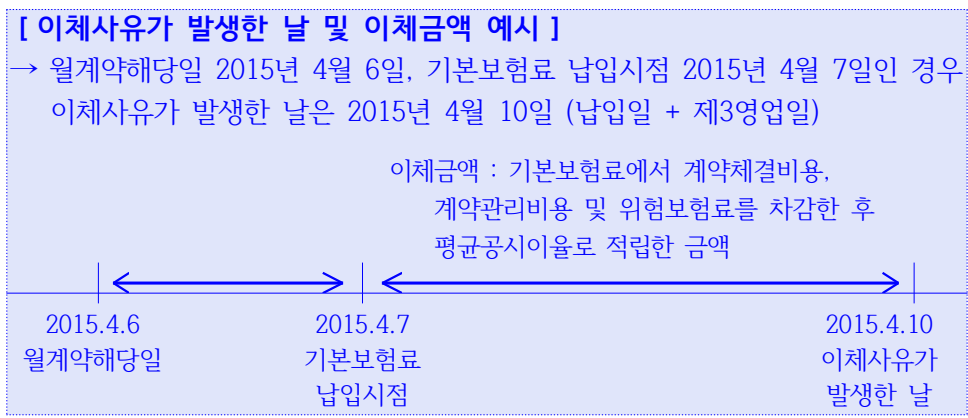 [ 이체사유가 발생한 날 및 이체금액 예시 ]
→ 월계약해당일 2015년 4월 6일, 기본보험료 납입시점 2015년 4월 7일인 경우
이체사유가 발생한 날은 2015년 4월 10일 (납입일 + 제3영업일)
이체금액 : 기본보험료에서 계약체결비용,
계약관리비용 및 위험보험료를 차감한 후
평균공시이율로 적립한 금액
2015.4.6 2015.4.7 2015.4.10
월계약해당일 기본보험료 이체사유가
납입시점 발생한 날